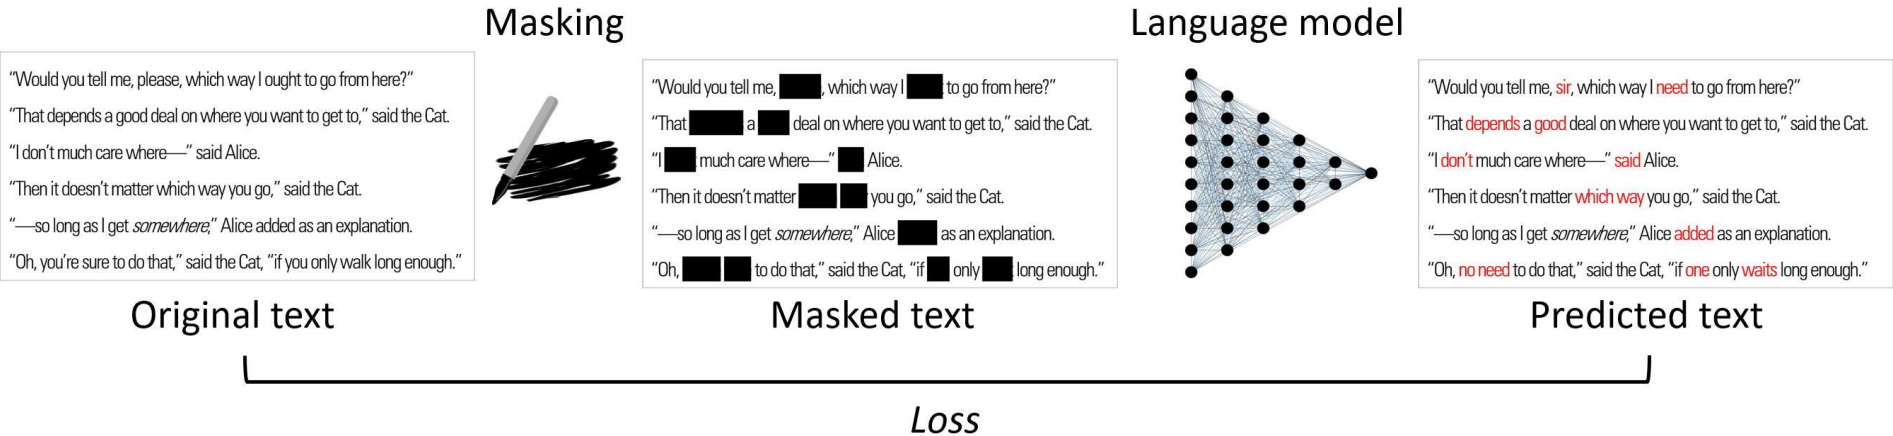 Masking
Language model
“Would you tell me, please, which way I ought to go from here?”
“That depends a good deal on where you want to get to,” said the Cat.
“I don’t much care where—” said Alice.
“Then it doesn’t matter which way you go,” said the Cat.
“—so long as I get somewhere,” Alice added as an explanation.
“Oh, you’re sure to do that,” said the Cat, “if you only walk long enough.”
Original text
“Would you tell me, , which way I to go from here?”
“That a deal on where you want to get to,” said the Cat.
“I much care where—” Alice.
“Then it doesn’t matter you go,” said the Cat.
“—so long as I get somewhere,” Alice as an explanation.
“Oh, to do that,” said the Cat, “if only long enough.”
Masked text
“Would you tell me, sir, which way I need to go from here?”
“That depends a good deal on where you want to get to,” said the Cat.
“I don’t much care where—” said Alice.
“Then it doesn’t matter which way you go,” said the Cat.
“—so long as I get somewhere,” Alice added as an explanation.
“Oh, no need to do that,” said the Cat, “if one only waits long enough.”
Predicted text
Loss